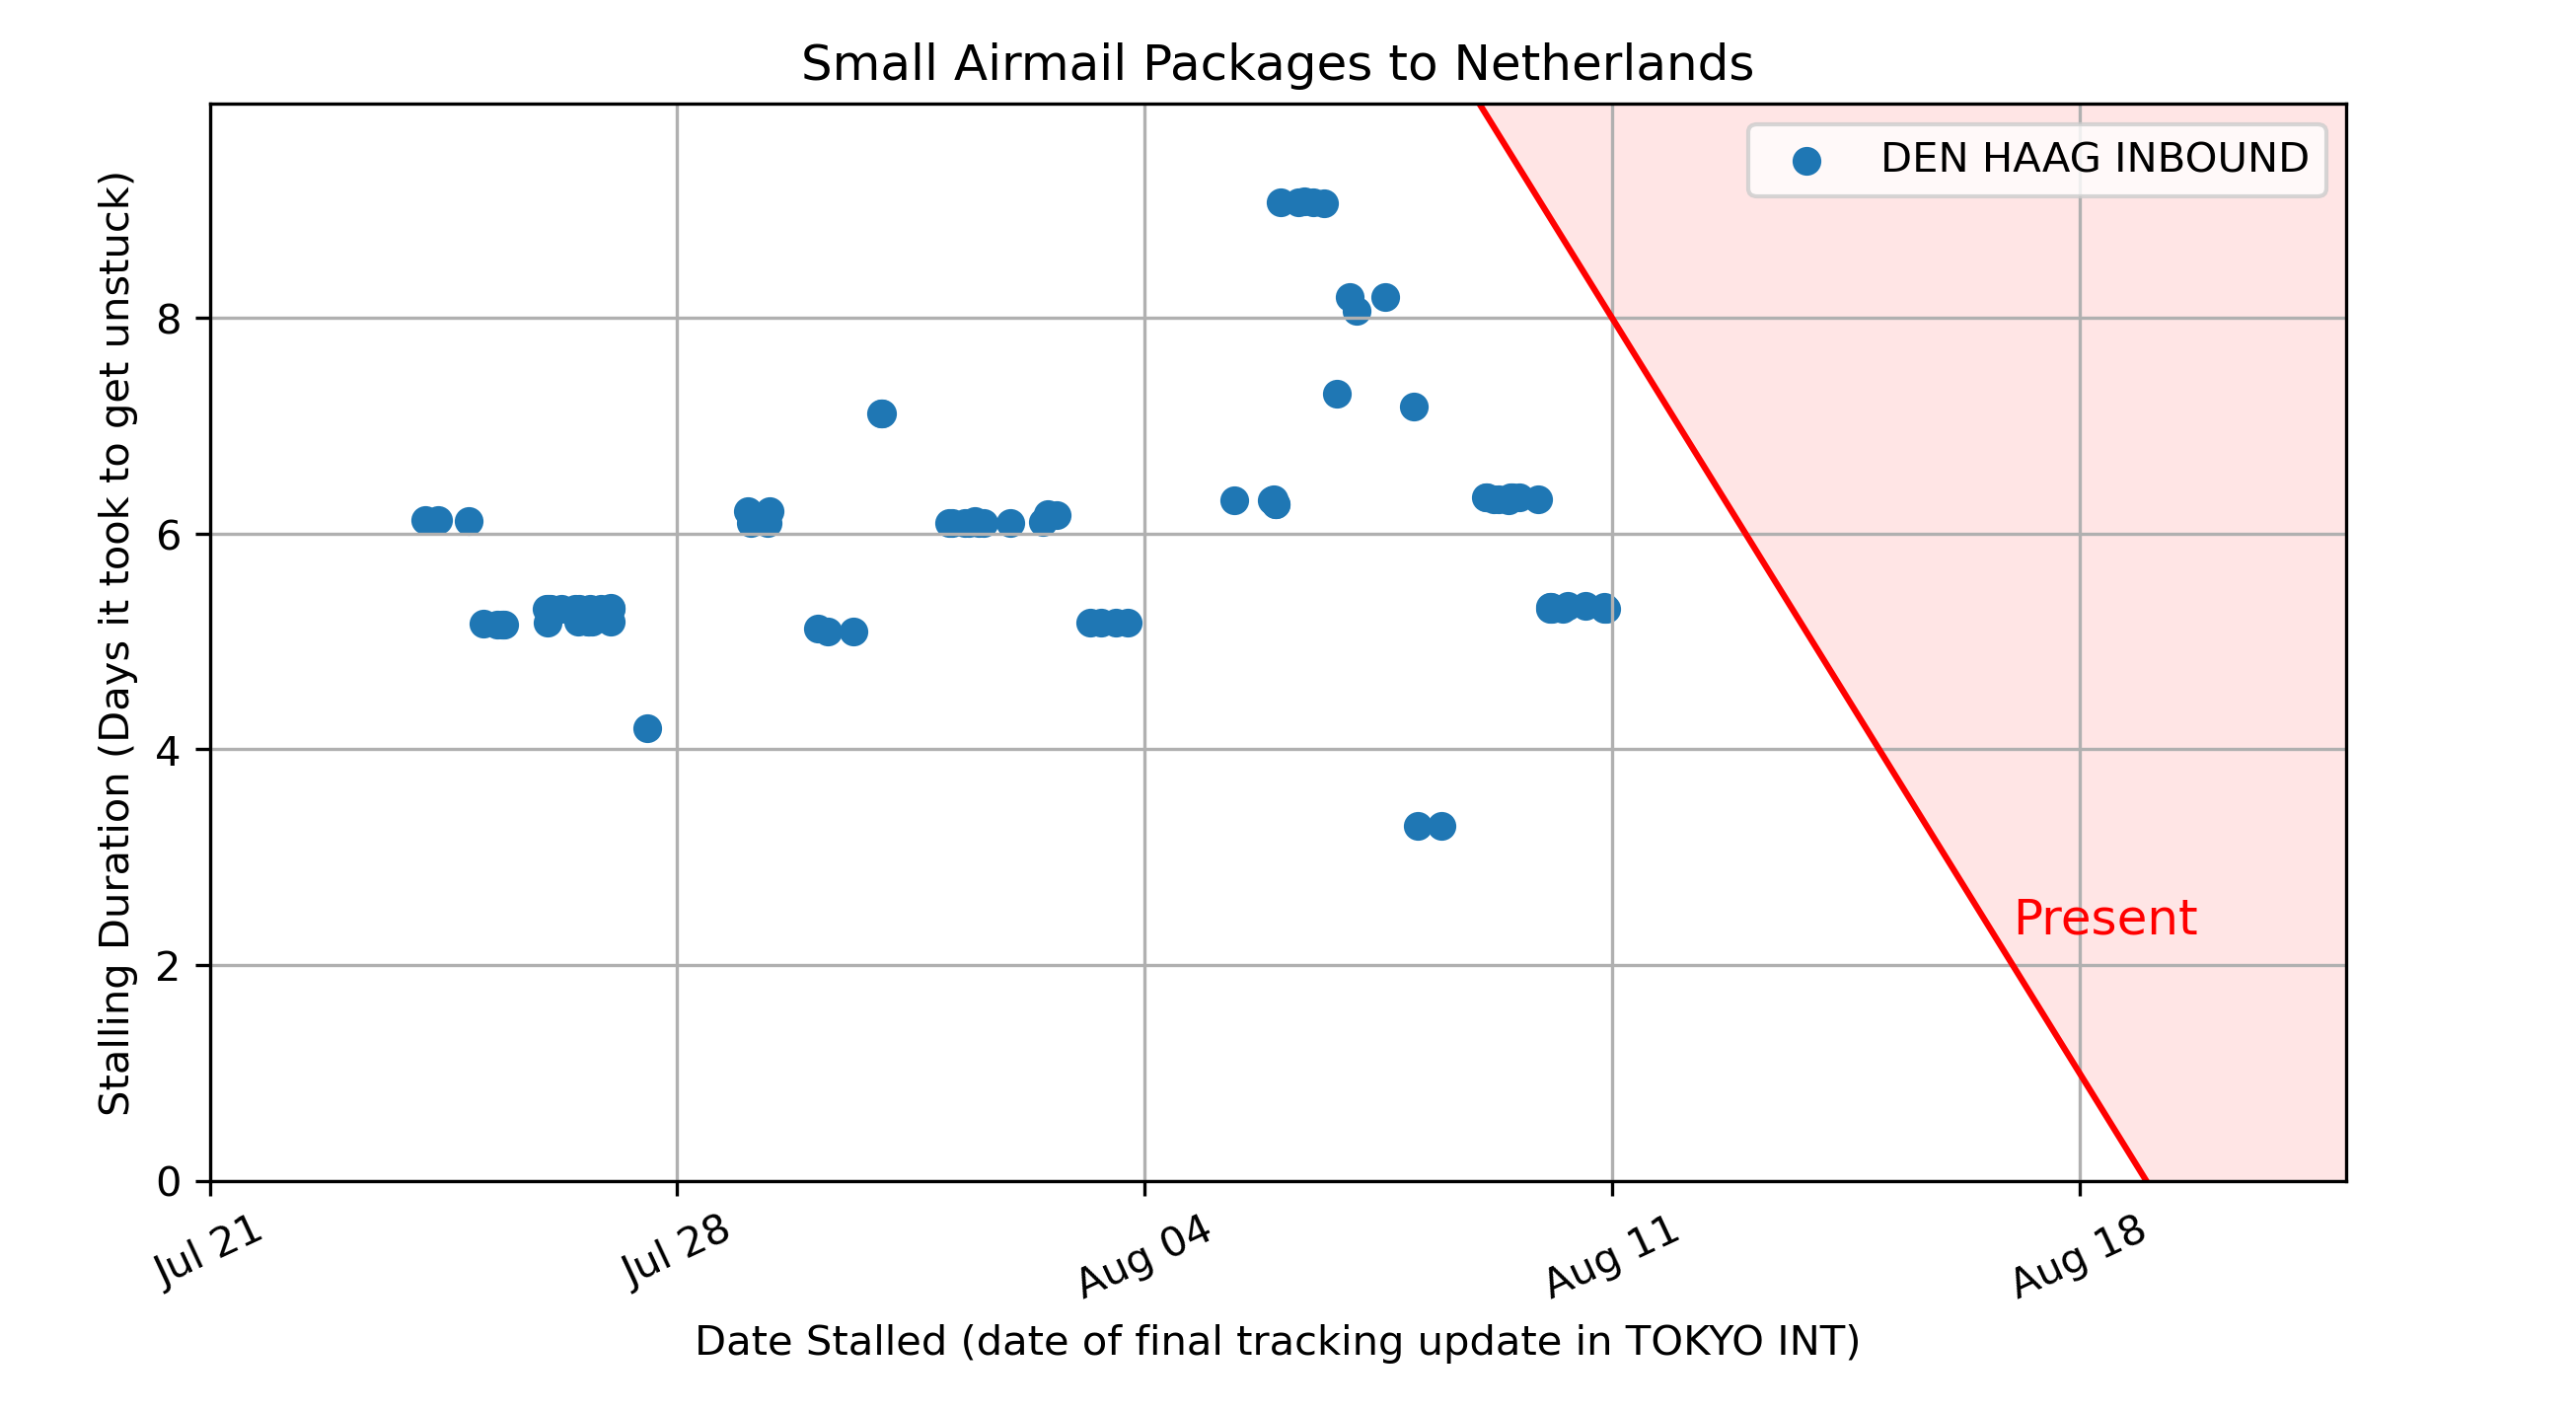 Small Airmail Packages to Netherlands
DEN HAAG INBOUND
Stalling Duration (Days it took to get unstuck)
8
6
4
2
0
Present
Jul 21
Jul 28
Aug 04
Aug 11
Aug 18
Date Stalled (date of final tracking update in TOKYO INT)